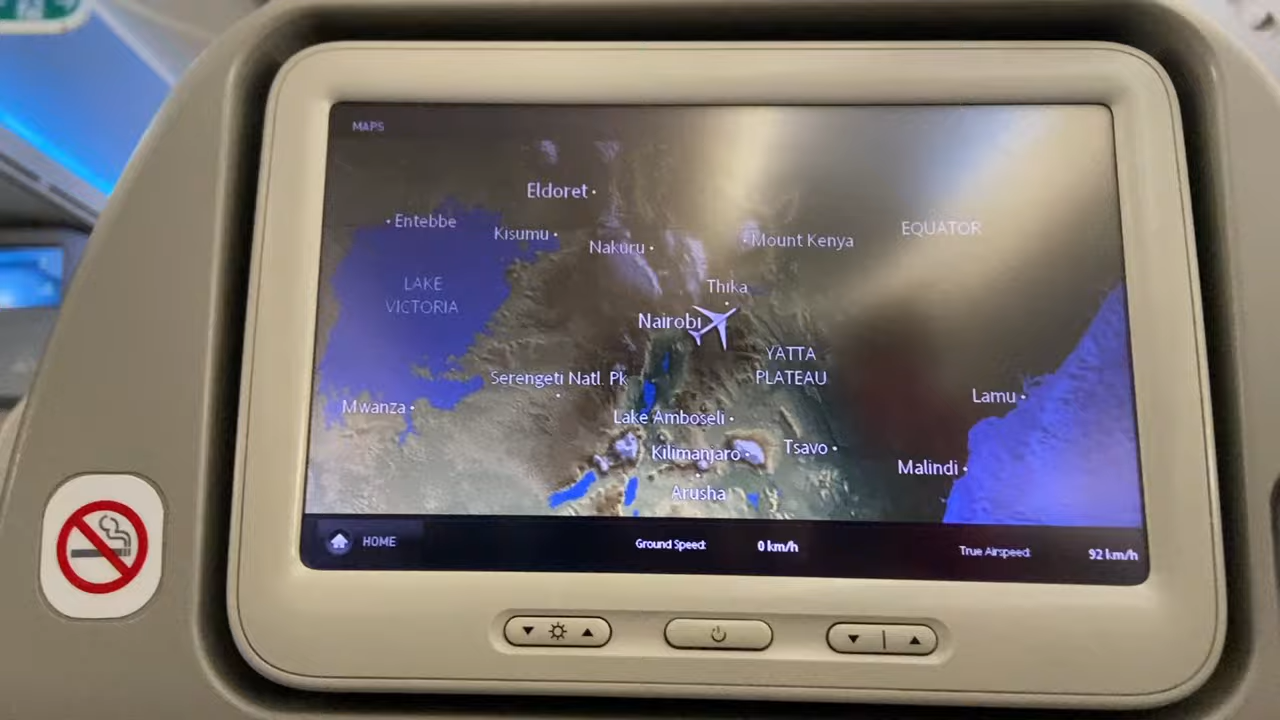 MAPS
Eldoret
Entebbe
Kisumu
Nakuru
Mount Kenya
EQUATOR
LAKE
VICTORIA
Thika
Nairobi
YATTA
PLATEAU
Serengeti Natl. Pk
Lamu
Mwanza
Lake Amboseli
Kilimanjaro
Tsavo
Malindi
Arusha
HOME
Ground Speed: 0 km/h
True Airspeed: 92 km/h